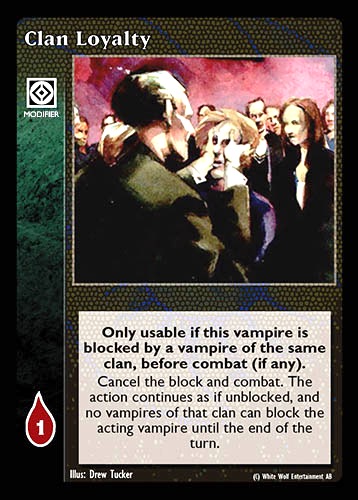 Clan Loyalty
MODIFIER
Only usable if this vampire is
blocked by a vampire of the same
clan, before combat (if any).
Cancel the block and combat. The
action continues as if unblocked, and
no vampires of that clan can block the
acting vampire until the end of the
turn.
1
Illus: Drew Tucker
(C) White Wolf Entertainment AB